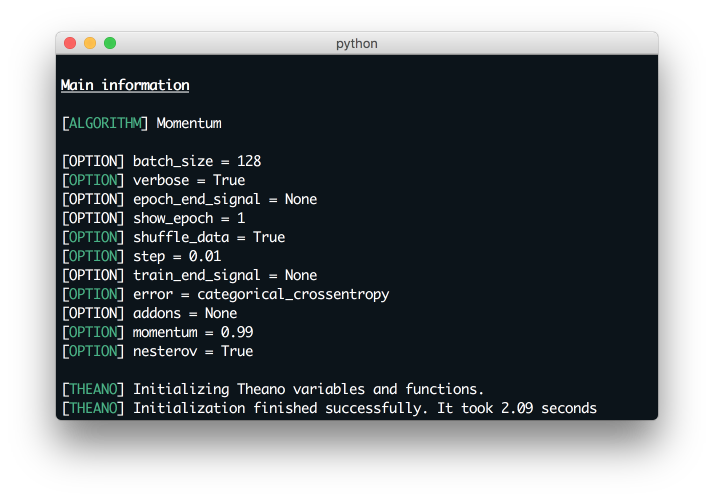 python
Main information
[ALGORITHM] Momentum
[OPTION] batch_size = 128
[OPTION] verbose = True
[OPTION] epoch_end_signal = None
[OPTION] show_epoch = 1
[OPTION] shuffle_data = True
[OPTION] step = 0.01
[OPTION] train_end_signal = None
[OPTION] error = categorical_crossentropy
[OPTION] addons = None
[OPTION] momentum = 0.99
[OPTION] nesterov = True
[THEANO] Initializing Theano variables and functions.
[THEANO] Initialization finished successfully. It took 2.09 seconds